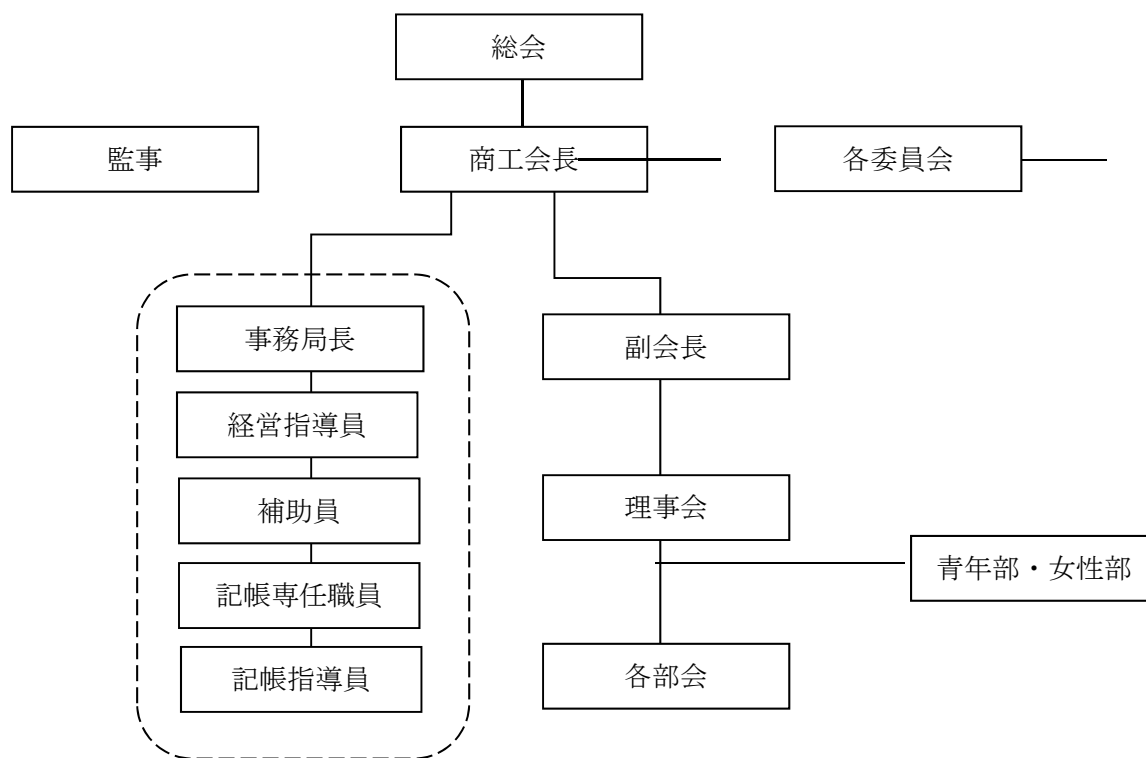 総会
監事
商工会長
各委員会
事務局長
副会長
経営指導員
理事会
補助員
青年部・女性部
記帳専任職員
記帳指導員
各部会